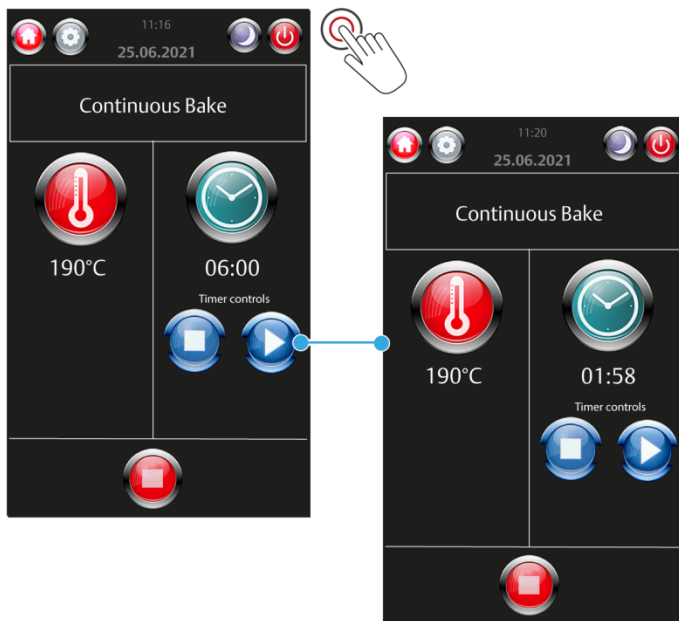 11:16
25.06.2021
Continuous Bake
190°C
06:00
Timer controls
11:20
25.06.2021
Continuous Bake
190°C
01:58
Timer controls